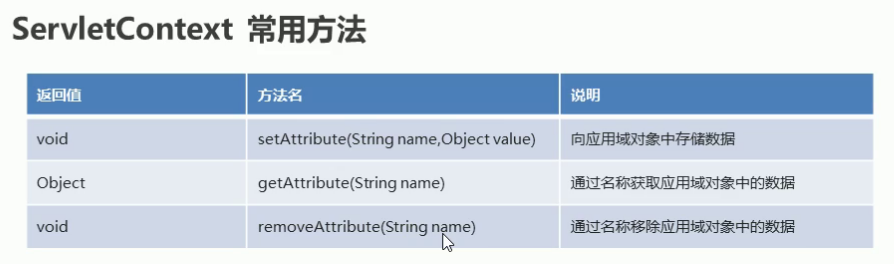 ServletContext 常用方法
返回值 方法名 说明
void setAttribute(String name,Object value) 向应用域对象中存储数据
Object getAttribute(String name) 通过名称获取应用域对象中的数据
void removeAttribute(String name) 通过名称移除应用域对象中的数据